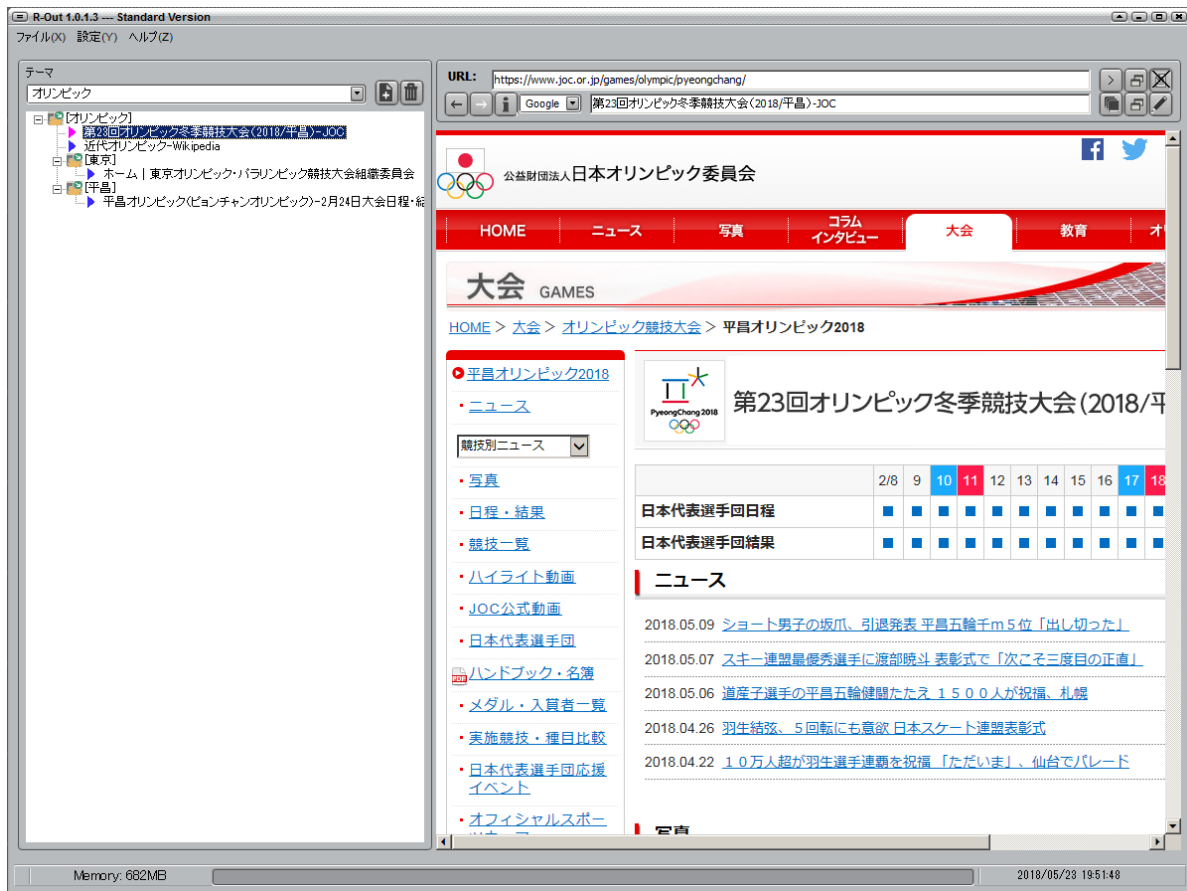 R-Out 1.0.1.3 --- Standard Version
ファイル(X) 設定(Y) ヘルプ(Z)
テーマ
オリンピック
[オリンピック]
第23回オリンピック冬季競技大会(2018/平昌)-JOC
近代オリンピック-Wikipedia
[東京]
ホーム | 東京オリンピック・パラリンピック競技大会組織委員会
[平昌]
平昌オリンピック(ピョンチャンオリンピック)-2月24日大会日程・結
URL: https://www.joc.or.jp/games/olympic/pyeongchang/
Google 第23回オリンピック冬季競技大会(2018/平昌)-JOC
公益財団法人日本オリンピック委員会
HOME ニュース 写真 コラム インタビュー 大会 教育 オリ
大会 GAMES
HOME > 大会 > オリンピック競技大会 > 平昌オリンピック2018
平昌オリンピック2018
・ニュース
競技別ニュース
・写真
・日程・結果
・競技一覧
・ハイライト動画
・JOC公式動画
・日本代表選手団
PDF ハンドブック・名簿
・メダル・入賞者一覧
・実施競技・種目比較
・日本代表選手団応援
イベント
・オフィシャルスポー
PyeongChang 2018
第23回オリンピック冬季競技大会(2018/平
2/8 9 10 11 12 13 14 15 16 17 18
日本代表選手団日程
日本代表選手団結果
ニュース
2018.05.09 ショート男子の坂爪、引退発表 平昌五輪千ｍ５位「出し切った」
2018.05.07 スキー連盟最優秀選手に渡部暁斗 表彰式で「次こそ三度目の正直」
2018.05.06 道産子選手の平昌五輪健闘たたえ １５００人が祝福、札幌
2018.04.26 羽生結弦、５回転にも意欲 日本スケート連盟表彰式
2018.04.22 １０万人超が羽生選手連覇を祝福 「ただいま」、仙台でパレード
写真
Memory: 682MB
2018/05/23 19:51:48